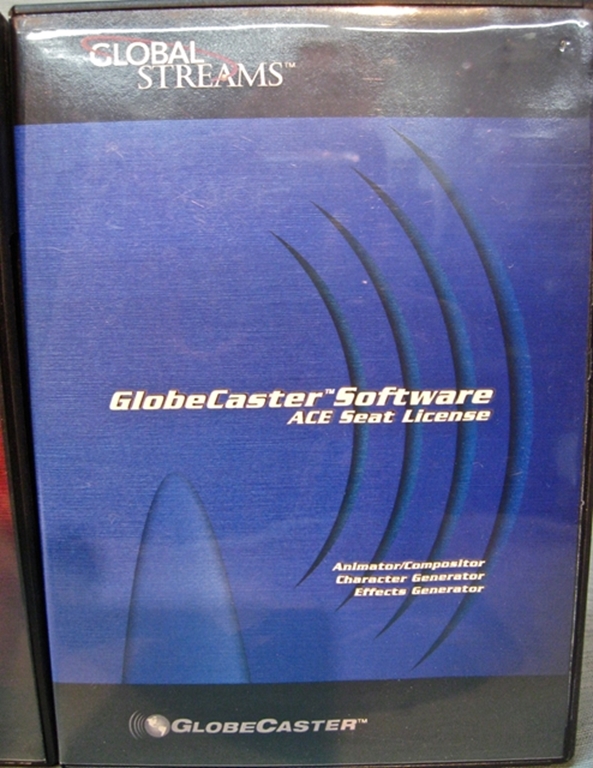 GLOBAL
STREAMS™
GlobeCaster™ Software
ACE Seat License
Animator/Compositor
Character Generator
Effects Generator
GLOBECASTER™